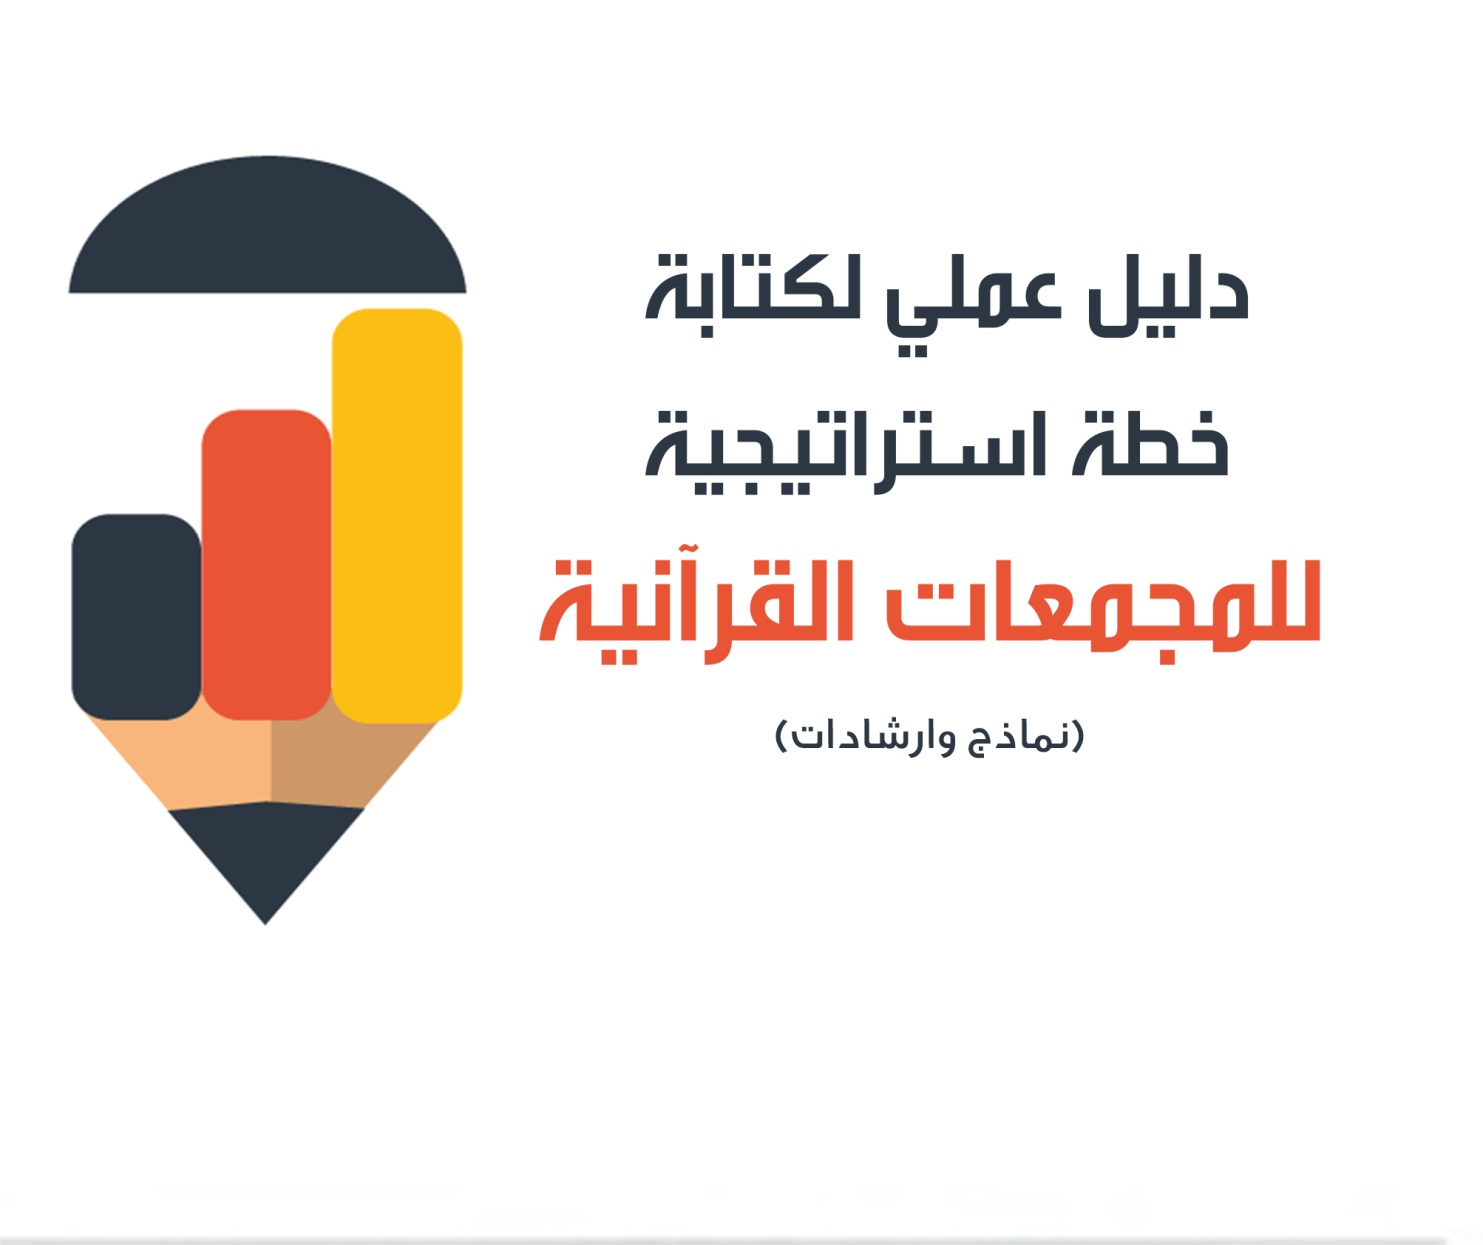 دليل عملي لكتابة
خطة استراتيجية
للمجمعات القرآنية
(نماذج وارشادات)